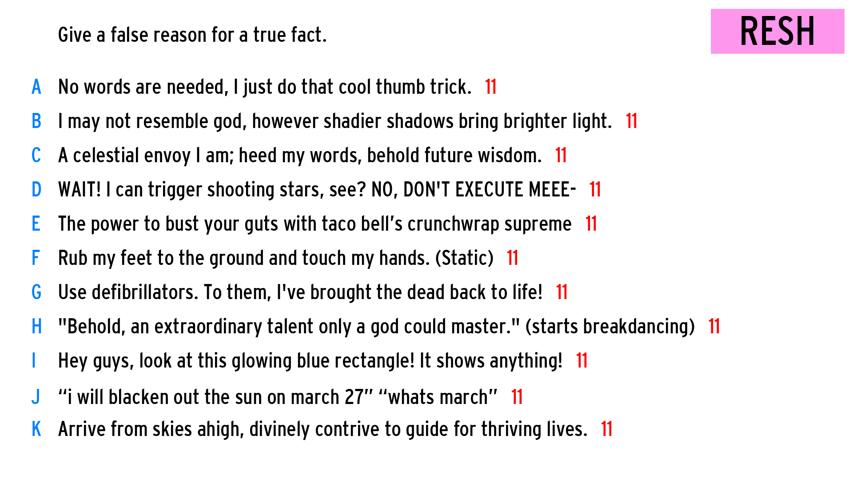 Give a false reason for a true fact.
RESH
A No words are needed, I just do that cool thumb trick. 11
B I may not resemble god, however shadier shadows bring brighter light. 11
C A celestial envoy I am; heed my words, behold future wisdom. 11
D WAIT! I can trigger shooting stars, see? NO, DON'T EXECUTE MEEE- 11
E The power to bust your guts with taco bell's crunchwrap supreme 11
F Rub my feet to the ground and touch my hands. (Static) 11
G Use defibrillators. To them, I've brought the dead back to life! 11
H "Behold, an extraordinary talent only a god could master." (starts breakdancing) 11
I Hey guys, look at this glowing blue rectangle! It shows anything! 11
J “i will blacken out the sun on march 27” “whats march” 11
K Arrive from skies ahigh, divinely contrive to guide for thriving lives. 11